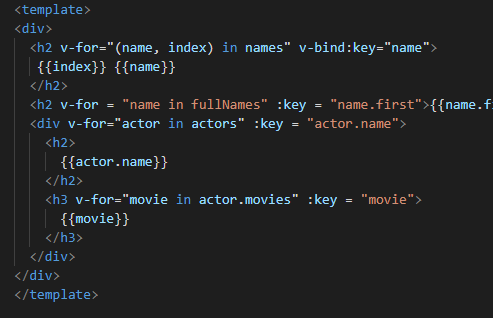 <template>
<div>
<h2 v-for="(name, index) in names" v-bind:key="name">
{{index}} {{name}}
</h2>
<h2 v-for = "name in fullNames" :key = "name.first">{{name.fi
<div v-for="actor in actors" :key = "actor.name">
<h2>
{{actor.name}}
</h2>
<h3 v-for="movie in actor.movies" :key = "movie">
{{movie}}
</h3>
</div>
</div>
</template>